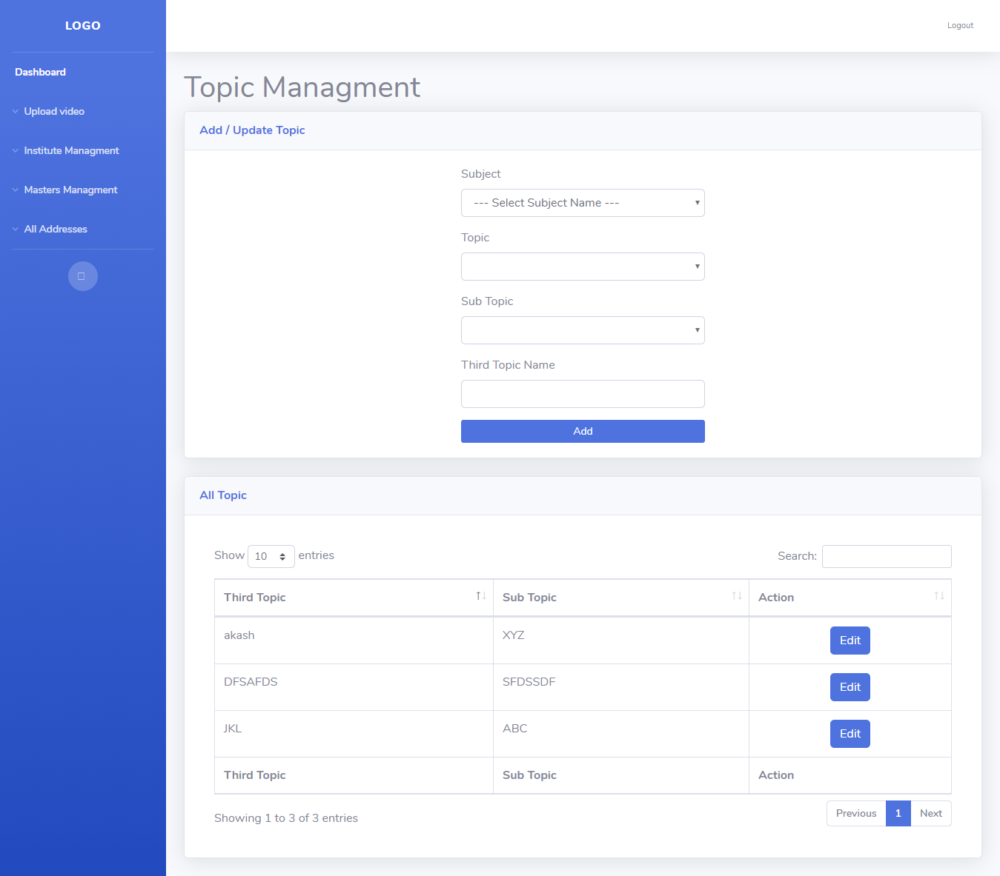 LOGO
Logout
Dashboard
Upload video
Institute Managment
Masters Managment
All Addresses
Topic Managment
Add / Update Topic
Subject
--- Select Subject Name ---
Topic
Sub Topic
Third Topic Name
Add
All Topic
Show 10 entries Search:
Third Topic Sub Topic Action
akash XYZ Edit
DFSAFDS SFDSSDF Edit
JKL ABC Edit
Third Topic Sub Topic Action
Showing 1 to 3 of 3 entries Previous 1 Next